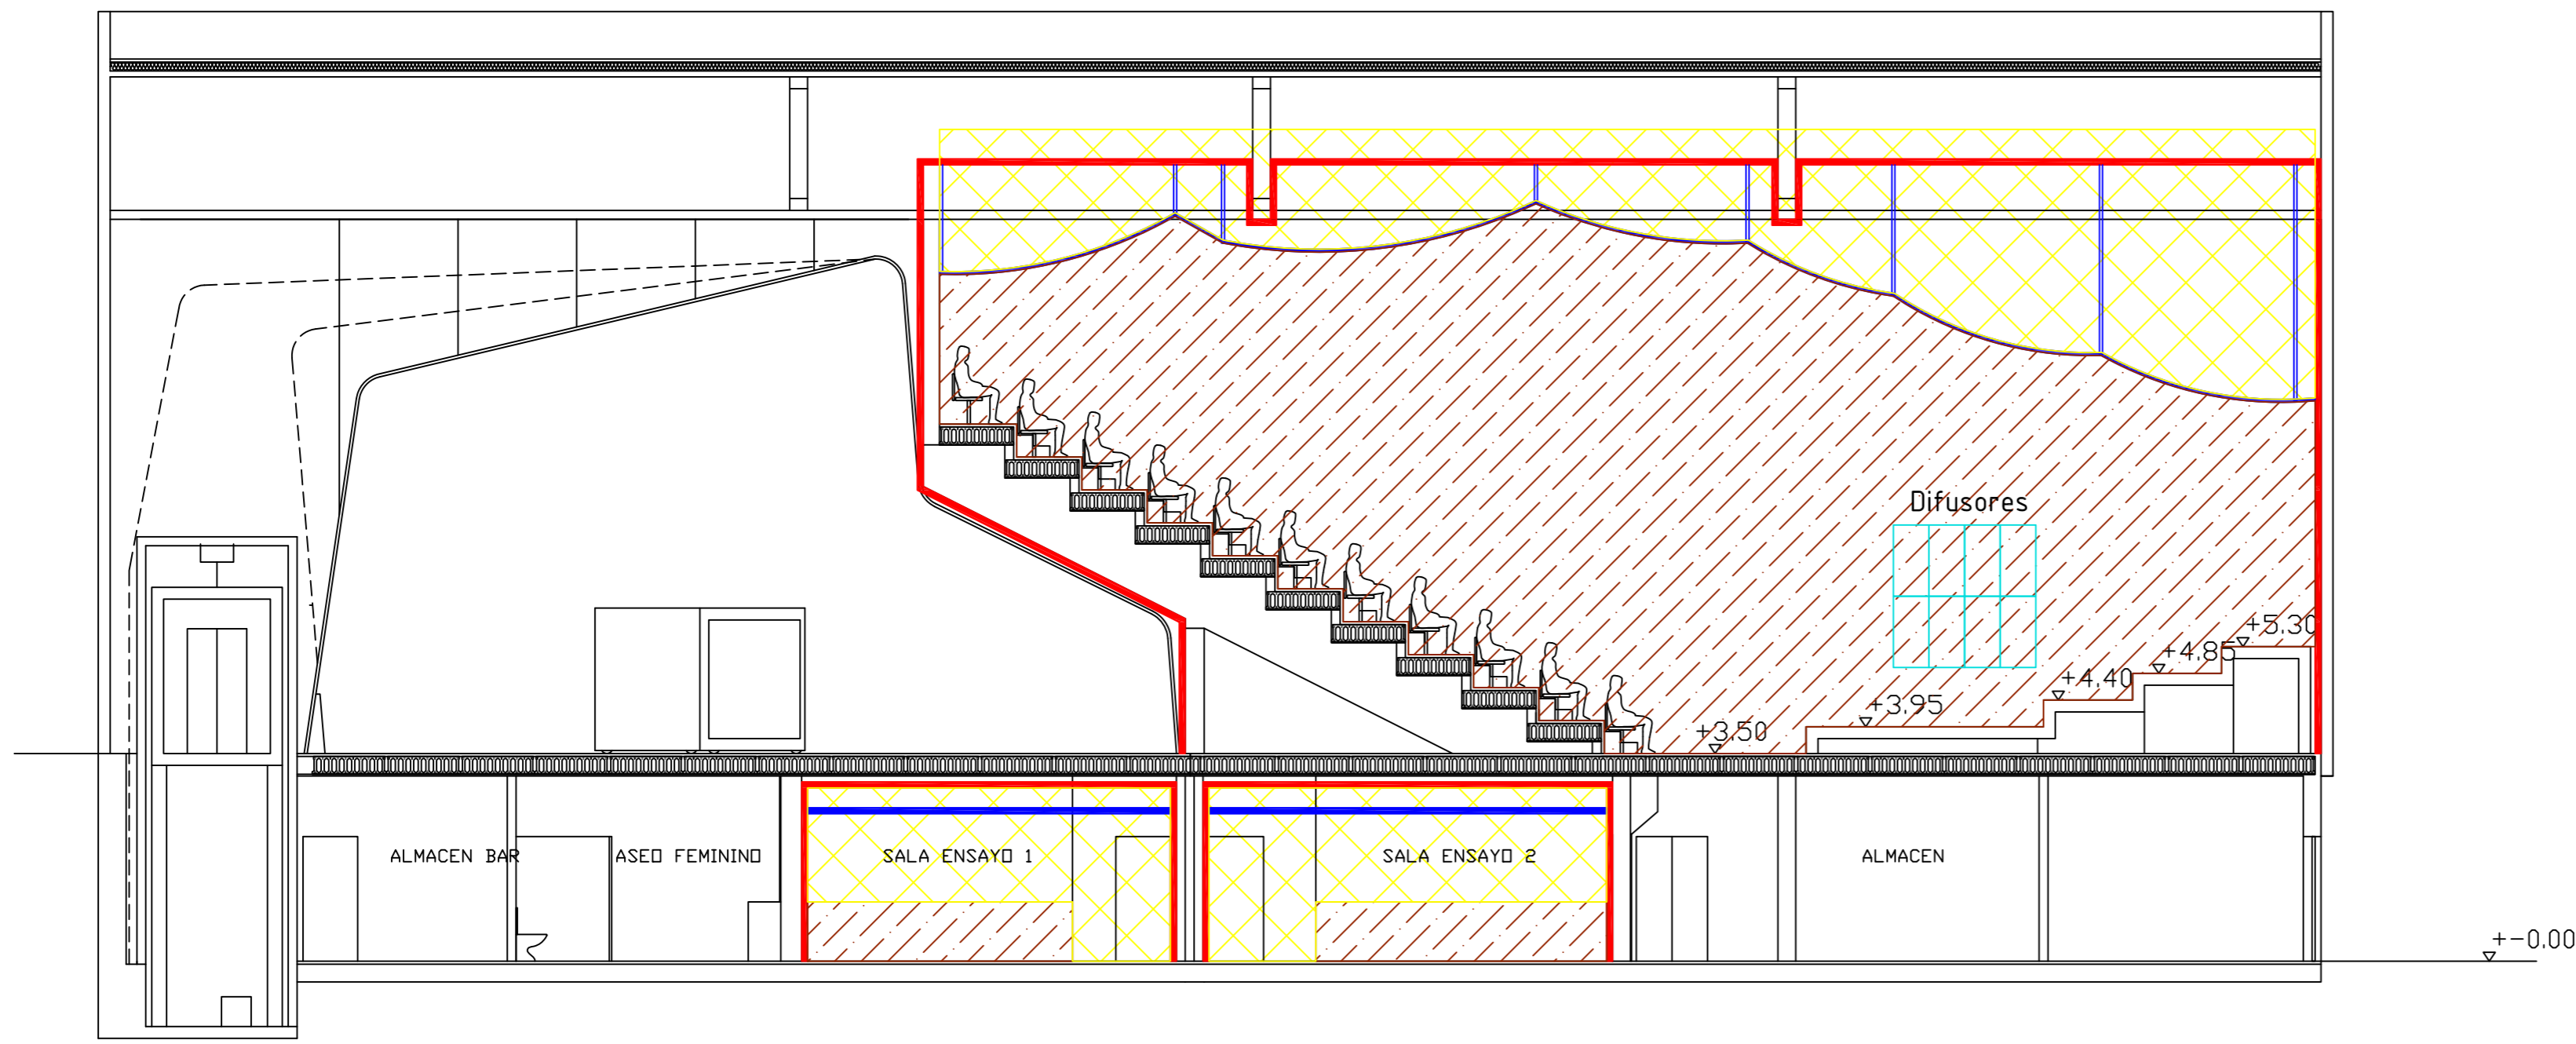 Difusores
+5.30
+4.85
+4.40
+3.95
+3.50
ALMACEN BAR
ASEO FEMININO
SALA ENSAYO 1
SALA ENSAYO 2
ALMACEN
+-0.00